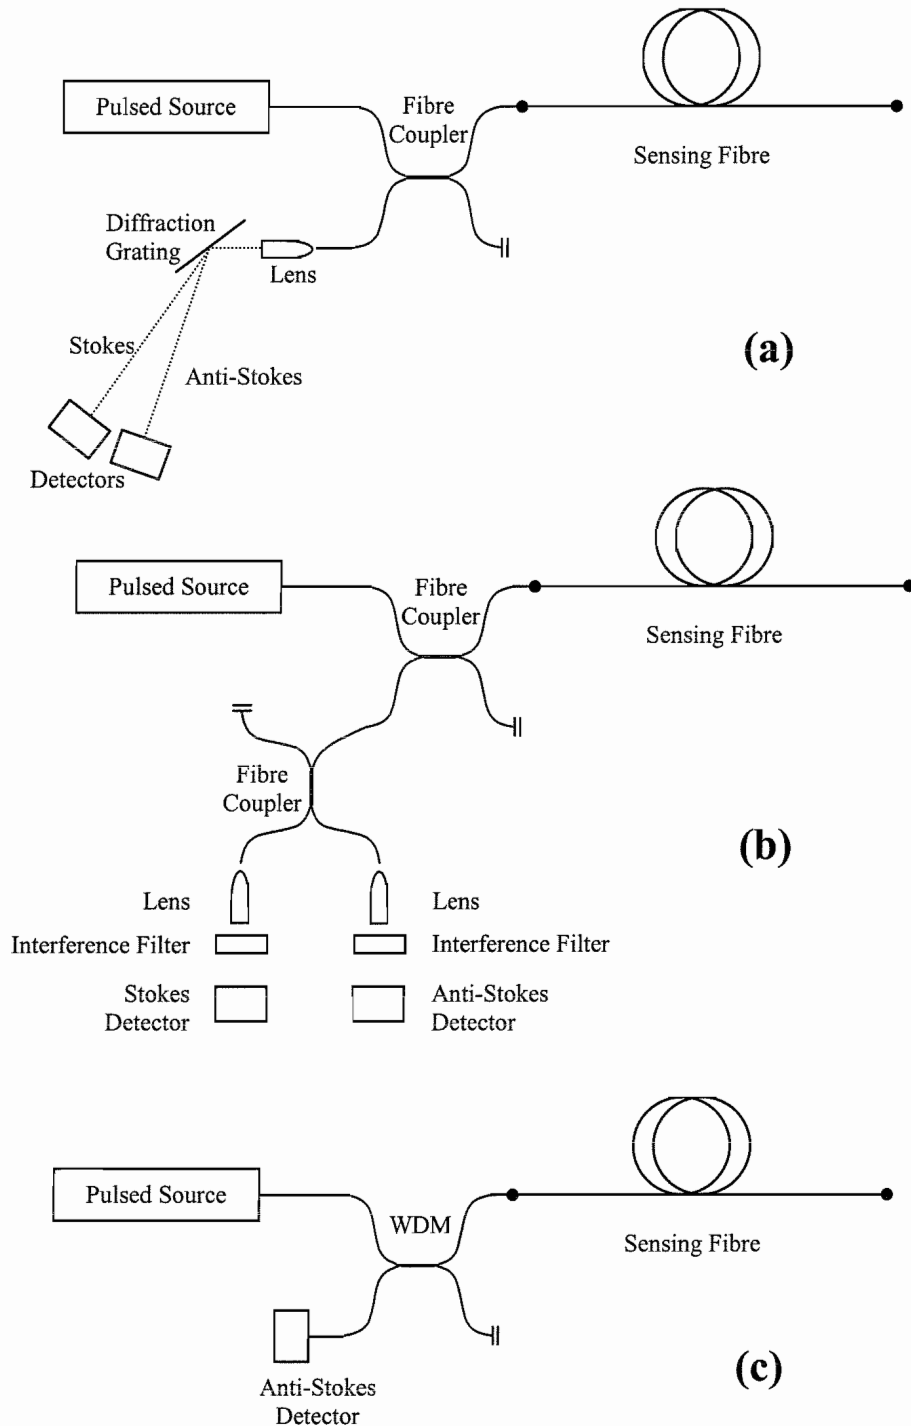 Pulsed Source
Fibre
Coupler
Sensing Fibre
Diffraction
Grating
Lens
Stokes
Anti-Stokes
Detectors
(a)
Pulsed Source
Fibre
Coupler
Sensing Fibre
Fibre
Coupler
(b)
Lens
Lens
Interference Filter
Interference Filter
Stokes
Detector
Anti-Stokes
Detector
Pulsed Source
WDM
Sensing Fibre
Anti-Stokes
Detector
(c)